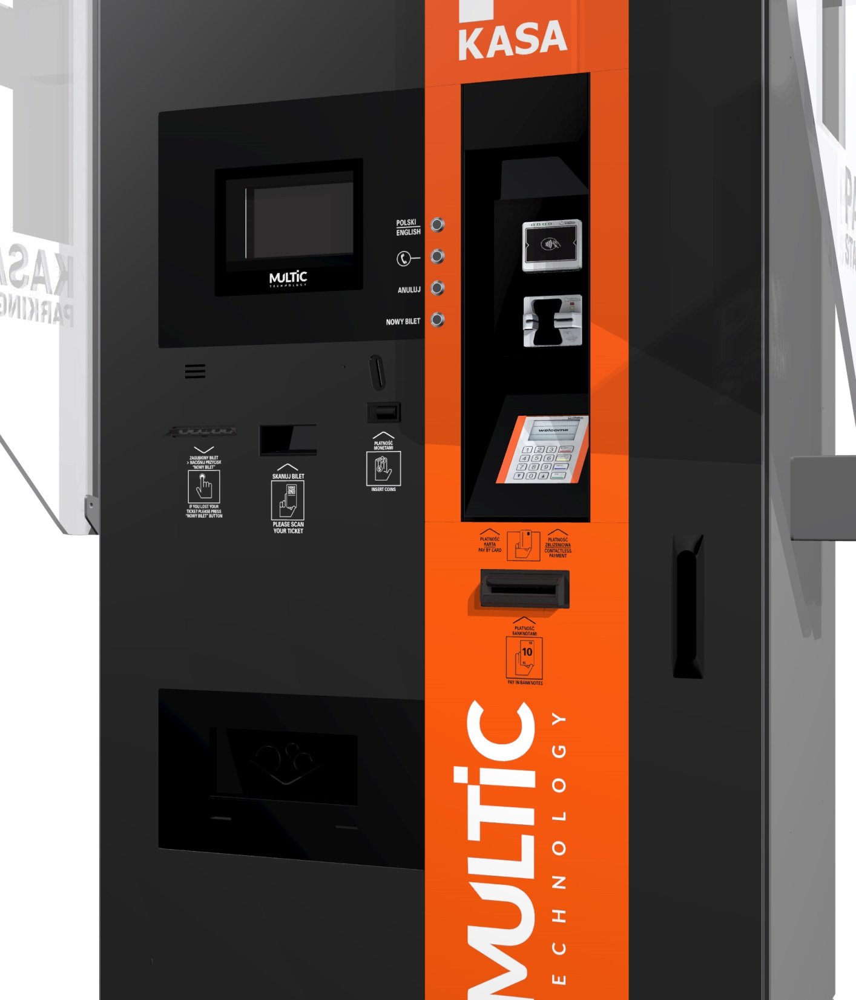 KASA
POLSKI
ENGLISH
ANULUJ
NOWY BILET
MULTiC
TECHNOLOGY
welcome
1 2 3
4 5 6
7 8 9
0
ZAGUBIONY BILET
> NACIŚNIJ PRZYCISK
"NOWY BILET"
IF YOU LOST YOUR
TICKET PLEASE PRESS
"NOWY BILET" BUTTON
SKANUJ BILET
PLEASE SCAN
YOUR TICKET
PŁATNOŚĆ
MONETAMI
2
5
INSERT COINS
PŁATNOŚĆ
KARTĄ
PAY BY CARD
PŁATNOŚĆ
ZBLIŻENIOWA
CONTACTLESS
PAYMENT
PŁATNOŚĆ
BANKNOTAMI
10
PAY IN BANKNOTES
MULTiC
ECHNOLOGY
KASA
PARKING